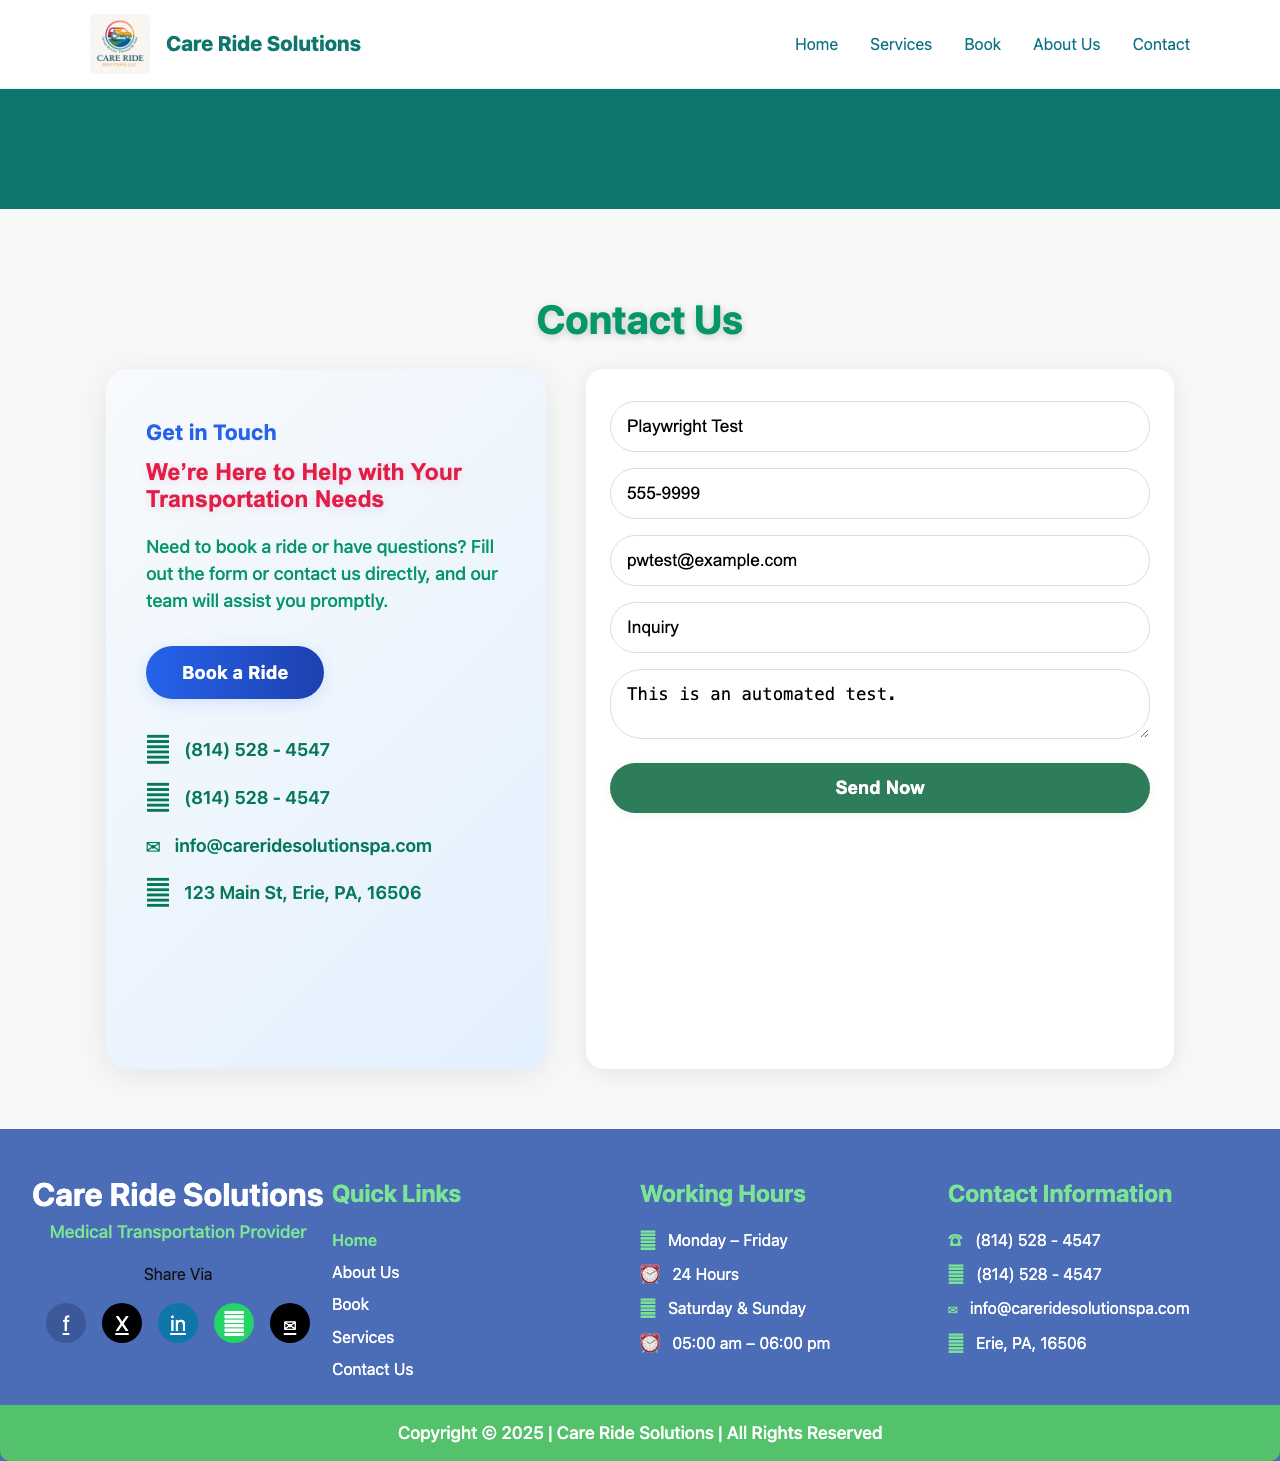 CARE RIDE
SOLUTIONS LLC
Care Ride Solutions
Home
Services
Book
About Us
Contact
Contact Us
Get in Touch
We’re Here to Help with Your
Transportation Needs
Need to book a ride or have questions? Fill
out the form or contact us directly, and our
team will assist you promptly.
Book a Ride
(814) 528 - 4547
(814) 528 - 4547
✉ info@careridesolutionspa.com
123 Main St, Erie, PA, 16506
Playwright Test
555-9999
pwtest@example.com
Inquiry
This is an automated test.
Send Now
Care Ride Solutions
Medical Transportation Provider
Share Via
f
X
in
✉
Quick Links
Home
About Us
Book
Services
Contact Us
Working Hours
Monday – Friday
⏰ 24 Hours
Saturday & Sunday
⏰ 05:00 am – 06:00 pm
Contact Information
☎ (814) 528 - 4547
(814) 528 - 4547
✉ info@careridesolutionspa.com
Erie, PA, 16506
Copyright © 2025 | Care Ride Solutions | All Rights Reserved